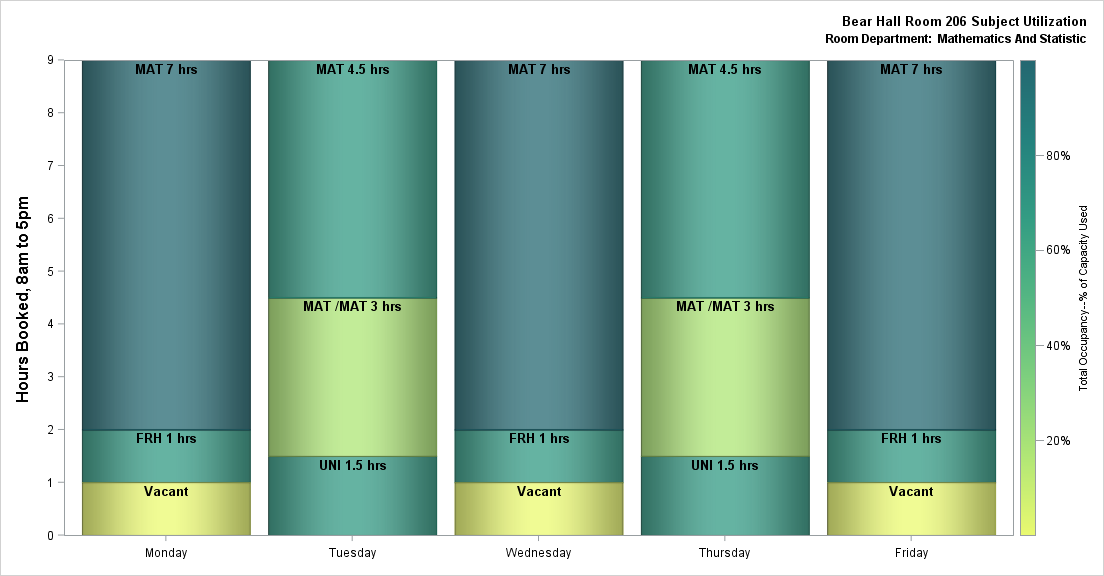 Bear Hall Room 206 Subject Utilization
Room Department: Mathematics And Statistic
Hours Booked, 8am to 5pm
9
8
7
6
5
4
3
2
1
0
MAT 7 hrs
FRH 1 hrs
Vacant
MAT 4.5 hrs
MAT /MAT 3 hrs
UNI 1.5 hrs
MAT 7 hrs
FRH 1 hrs
Vacant
MAT 4.5 hrs
MAT /MAT 3 hrs
UNI 1.5 hrs
MAT 7 hrs
FRH 1 hrs
Vacant
Monday
Tuesday
Wednesday
Thursday
Friday
80%
60%
40%
20%
Total Occupancy--% of Capacity Used